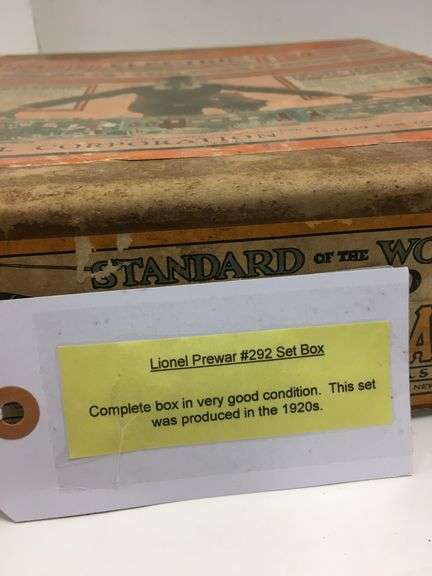 CORPORATION
STANDARD OF THE WO
Lionel Prewar #292 Set Box
Complete box in very good condition. This set
was produced in the 1920s.